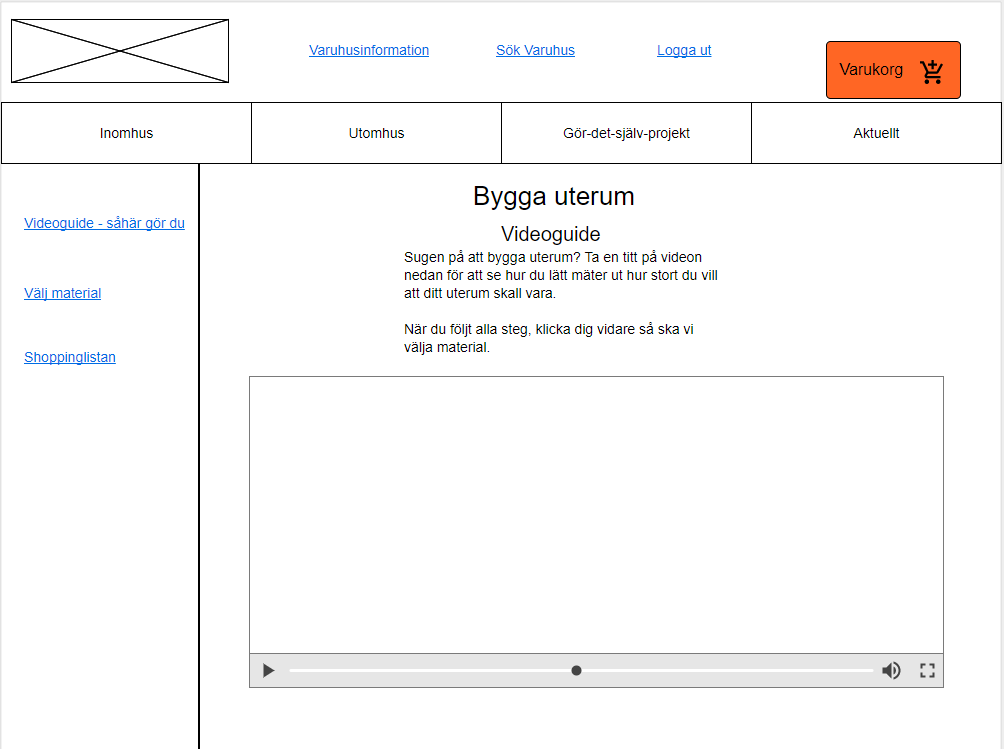 Varuhusinformation
Sök Varuhus
Logga ut
Varukorg
Inomhus
Utomhus
Gör-det-själv-projekt
Aktuellt
Videoguide - såhär gör du
Välj material
Shoppinglistan
Bygga uterum
Videoguide
Sugen på att bygga uterum? Ta en titt på videon
nedan för att se hur du lätt mäter ut hur stort du vill
att ditt uterum skall vara.
När du följt alla steg, klicka dig vidare så ska vi
välja material.